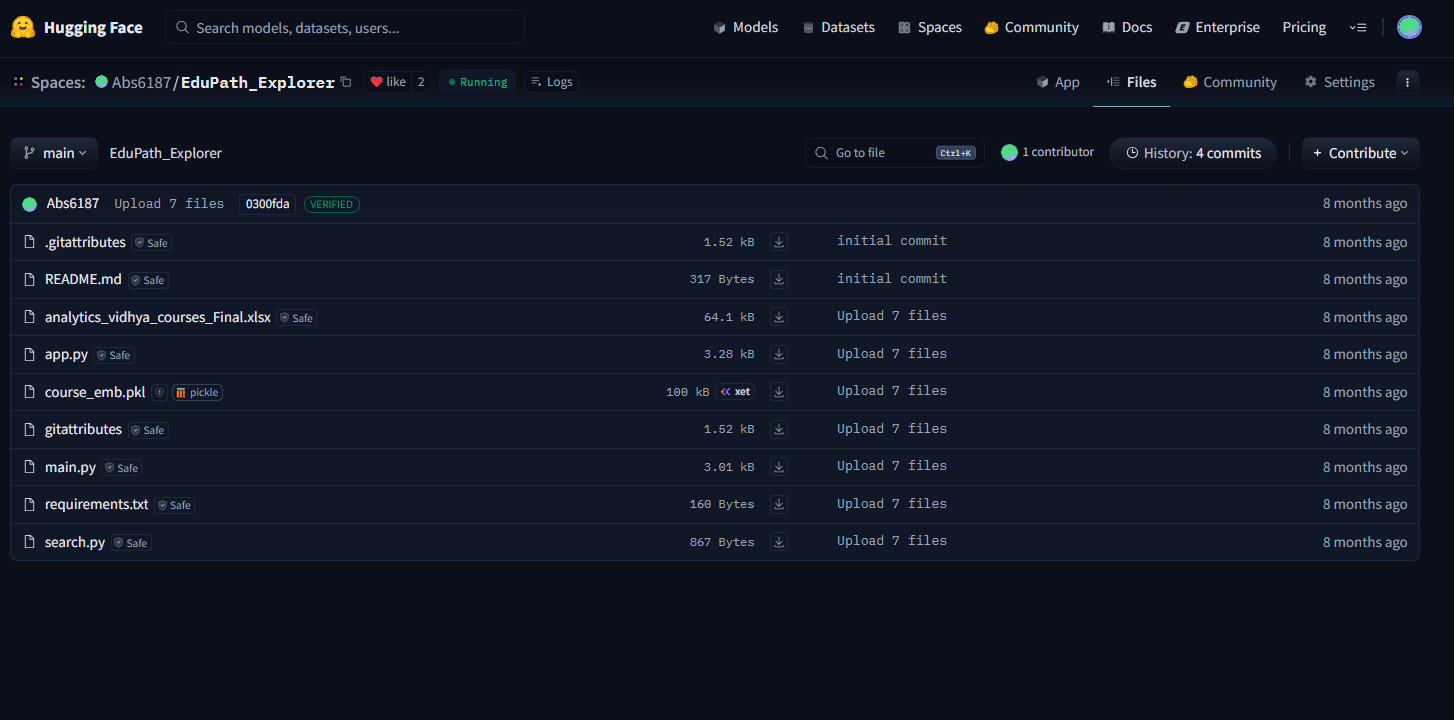 Hugging Face Search models, datasets, users... Models Datasets Spaces Community Docs Enterprise Pricing
Spaces: Abs6187/EduPath_Explorer like 2 Running Logs App Files Community Settings
main EduPath_Explorer Go to file Ctrl+K 1 contributor History: 4 commits + Contribute
Abs6187 Upload 7 files 0300fda VERIFIED 8 months ago
.gitattributes Safe 1.52 kB initial commit 8 months ago
README.md Safe 317 Bytes initial commit 8 months ago
analytics_vidhya_courses_Final.xlsx Safe 64.1 kB Upload 7 files 8 months ago
app.py Safe 3.28 kB Upload 7 files 8 months ago
course_emb.pkl pickle 100 kB xet Upload 7 files 8 months ago
gitattributes Safe 1.52 kB Upload 7 files 8 months ago
main.py Safe 3.01 kB Upload 7 files 8 months ago
requirements.txt Safe 160 Bytes Upload 7 files 8 months ago
search.py Safe 867 Bytes Upload 7 files 8 months ago